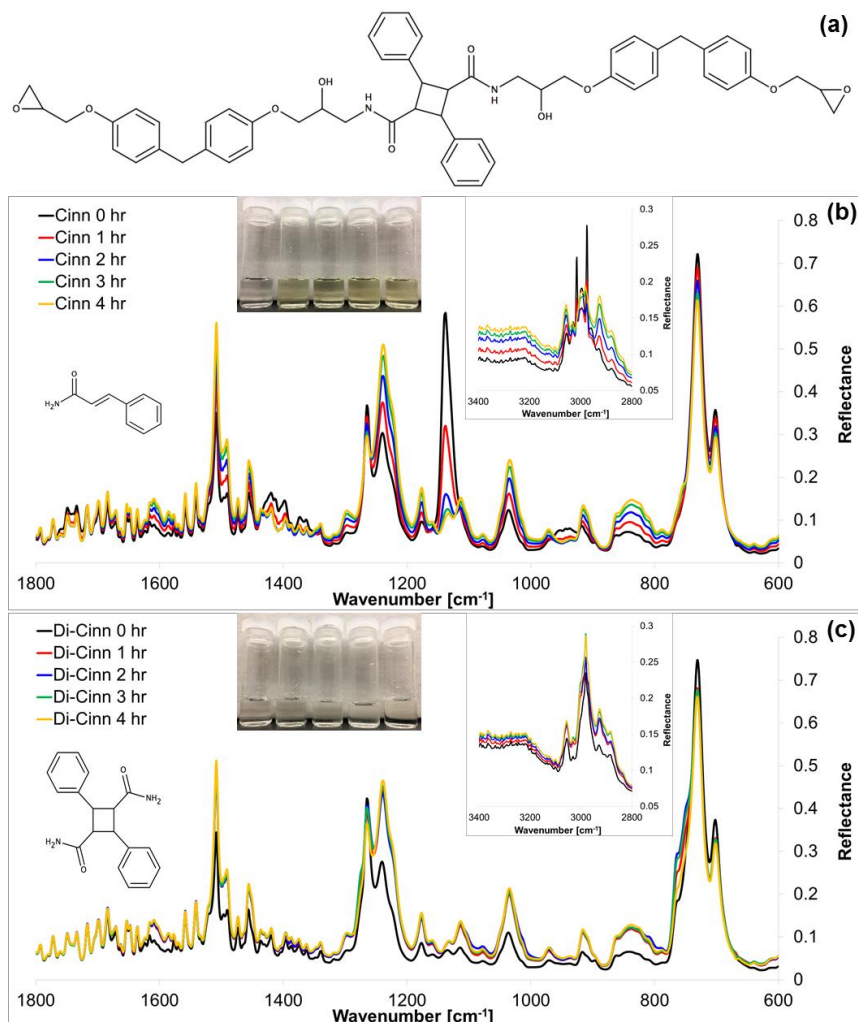 (a)
OH
O
O
O
N
H
O
O
N
H
OH
O
O
O
(b)
Cinn 0 hr
Cinn 1 hr
Cinn 2 hr
Cinn 3 hr
Cinn 4 hr
O
H₂N
0.3
0.25
0.2
0.15
0.1
0.05
Reflectance
3400 3200 3000 2800
Wavenumber [cm⁻¹]
0.8
0.7
0.6
0.5
0.4
0.3
0.2
0.1
0
Reflectance
1800 1600 1400 1200 1000 800 600
Wavenumber [cm⁻¹]
(c)
Di-Cinn 0 hr
Di-Cinn 1 hr
Di-Cinn 2 hr
Di-Cinn 3 hr
Di-Cinn 4 hr
O
NH₂
H₂N
O
0.3
0.25
0.2
0.15
0.1
0.05
Reflectance
3400 3200 3000 2800
Wavenumber [cm⁻¹]
0.8
0.7
0.6
0.5
0.4
0.3
0.2
0.1
0
Reflectance
1800 1600 1400 1200 1000 800 600
Wavenumber [cm⁻¹]